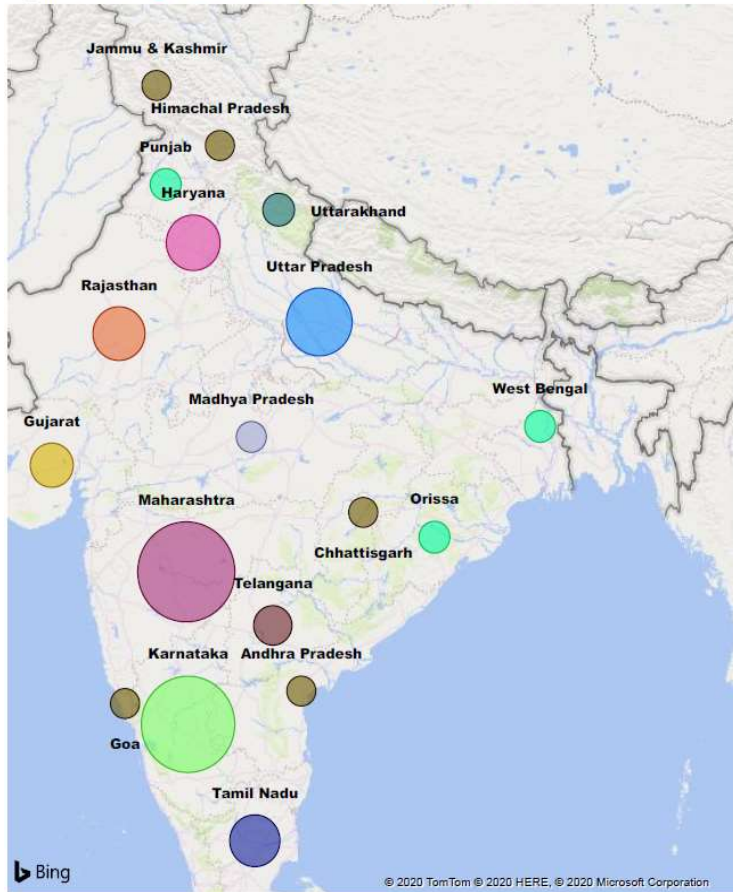 Jammu & Kashmir
Himachal Pradesh
Punjab
Haryana
Uttarakhand
Uttar Pradesh
Rajasthan
West Bengal
Madhya Pradesh
Gujarat
Maharashtra
Orissa
Chhattisgarh
Telangana
Karnataka
Andhra Pradesh
Goa
Tamil Nadu
Bing
© 2020 TomTom © 2020 HERE, © 2020 Microsoft Corporation